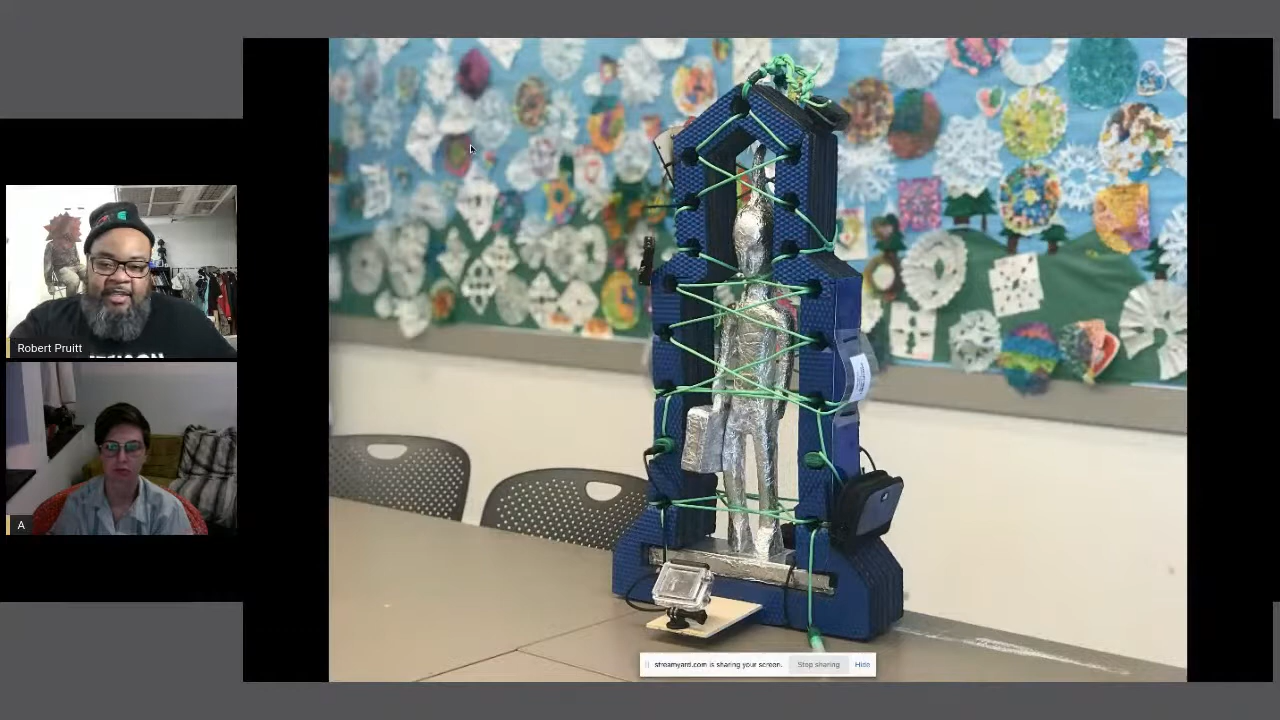 Robert Pruitt
A
streamyard.com is sharing your screen.
Stop sharing
Hide